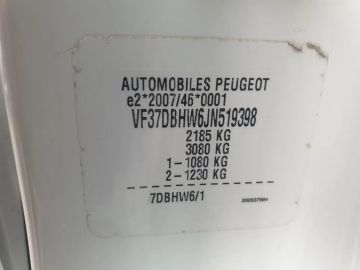 AUTOMOBILES PEUGEOT
e2*2007/46*0001
VF37DBHW6JN519398
2185 KG
3080 KG
1-1080 KG
2-1230 KG
7DBHW6/1